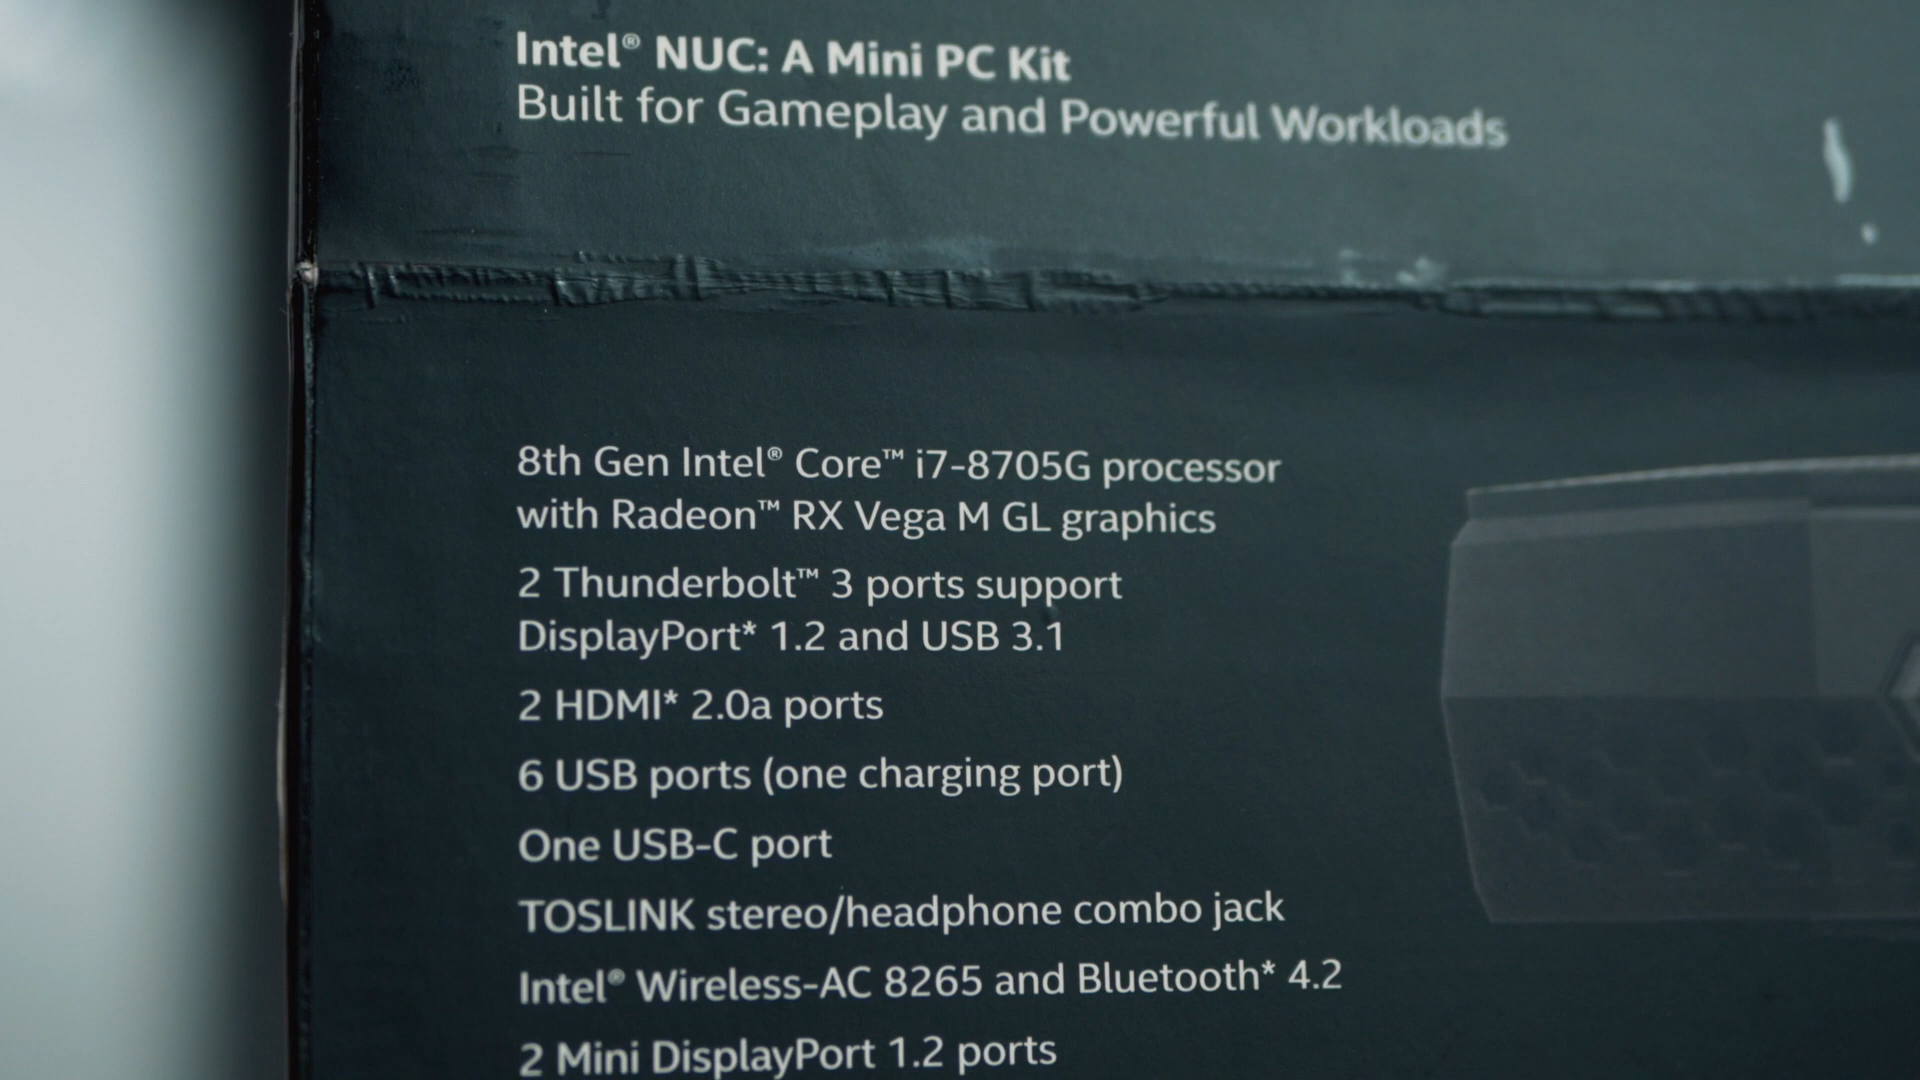 Intel® NUC: A Mini PC Kit
Built for Gameplay and Powerful Workloads
8th Gen Intel® Core™ i7-8705G processor
with Radeon™ RX Vega M GL graphics
2 Thunderbolt™ 3 ports support
DisplayPort* 1.2 and USB 3.1
2 HDMI* 2.0a ports
6 USB ports (one charging port)
One USB-C port
TOSLINK stereo/headphone combo jack
Intel® Wireless-AC 8265 and Bluetooth* 4.2
2 Mini DisplayPort 1.2 ports